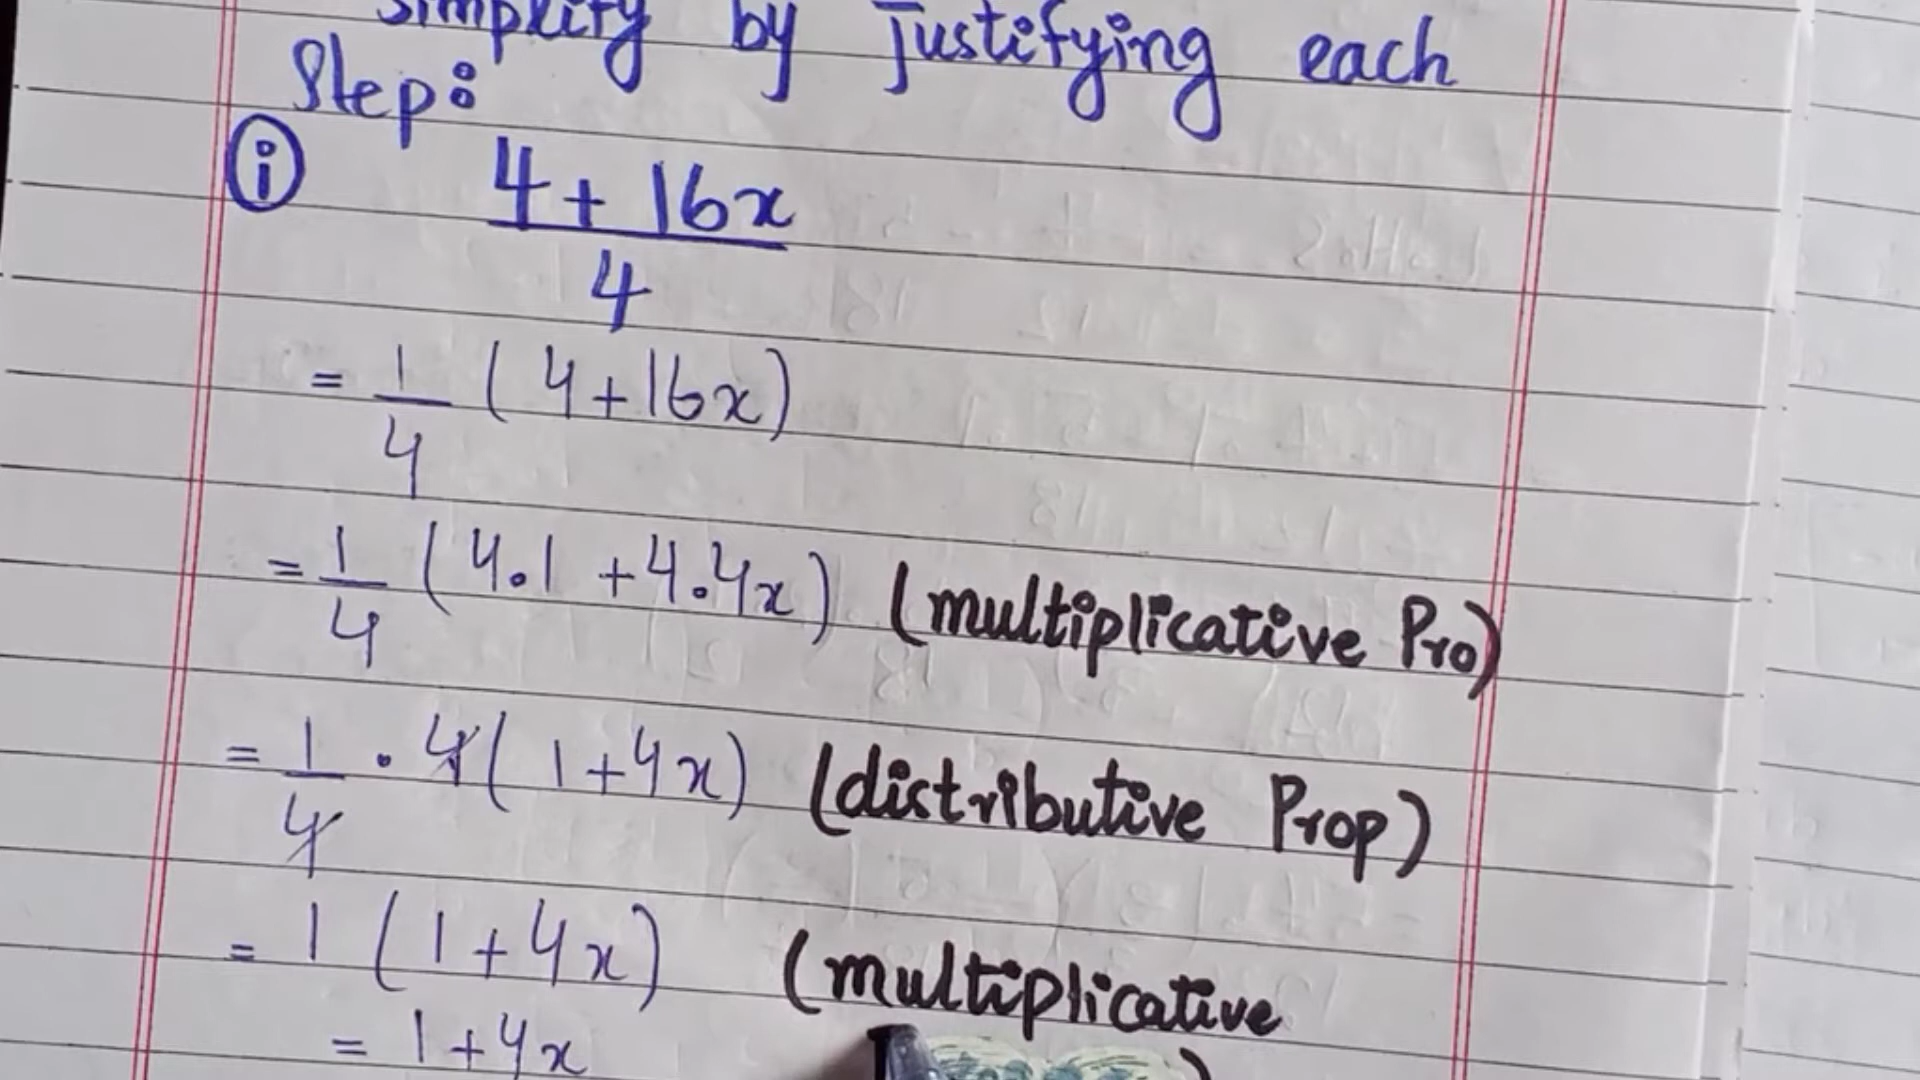 Simplify by Justifying each
Step:
(i) 4 + 16x
4
= 1/4 (4+16x)
= 1/4 (4.1 + 4.4x) (multiplicative Pro)
= 1/4 . 4(1+4x) (distributive Prop)
= 1 (1+4x) (multiplicative
= 1+4x )